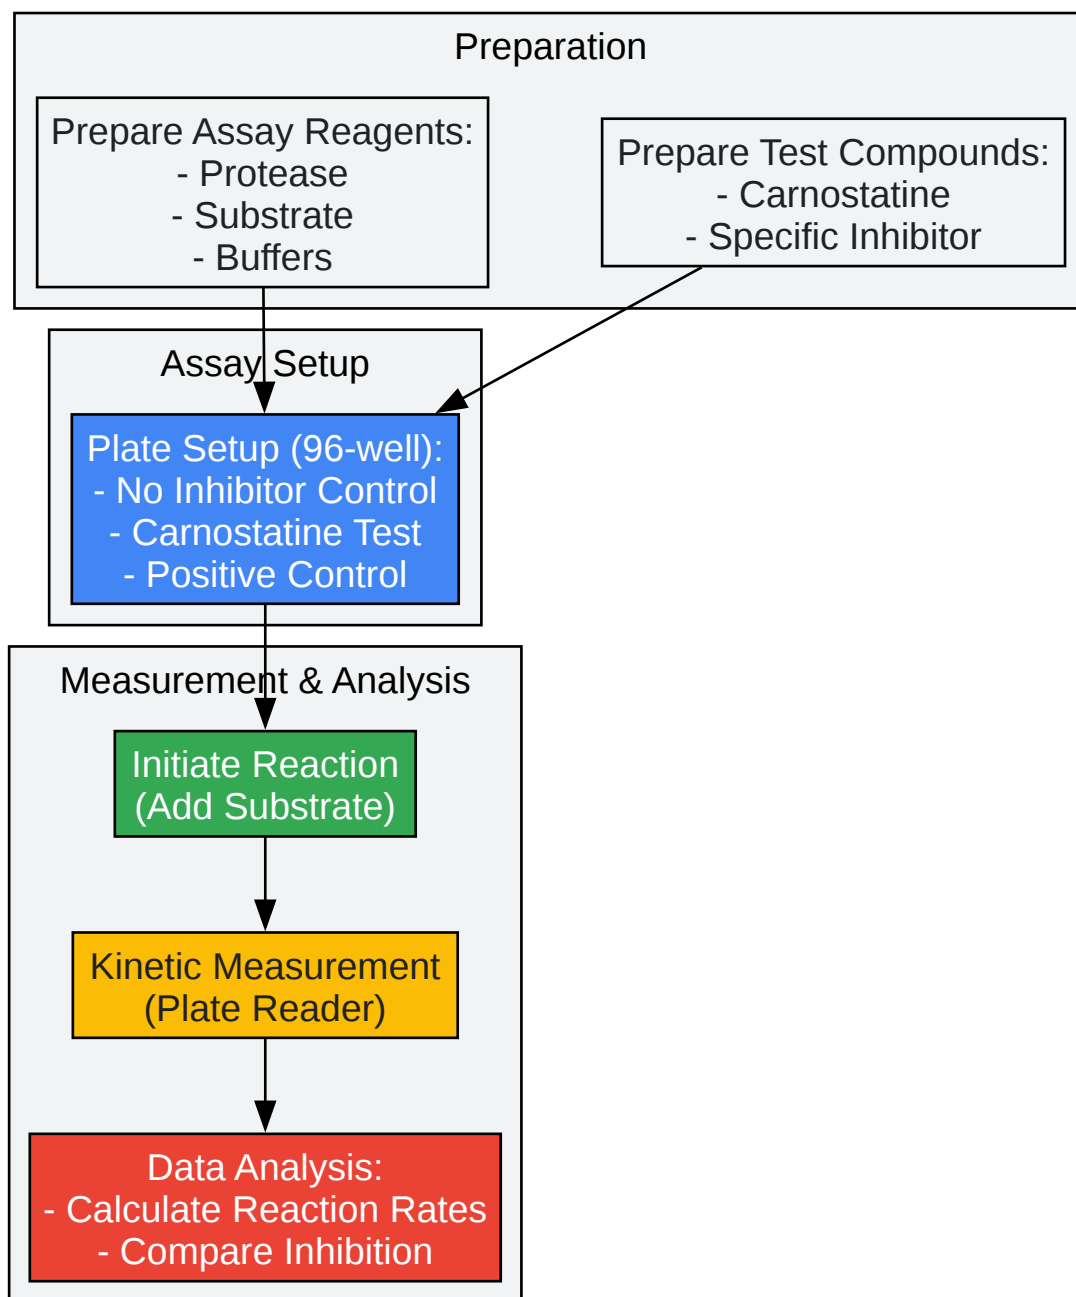 Preparation
Prepare Assay Reagents:
- Protease
- Substrate
- Buffers
Prepare Test Compounds:
- Carnostatine
- Specific Inhibitor
Assay Setup
Plate Setup (96-well):
- No Inhibitor Control
- Carnostatine Test
- Positive Control
Measurement & Analysis
Initiate Reaction
(Add Substrate)
Kinetic Measurement
(Plate Reader)
Data Analysis:
- Calculate Reaction Rates
- Compare Inhibition